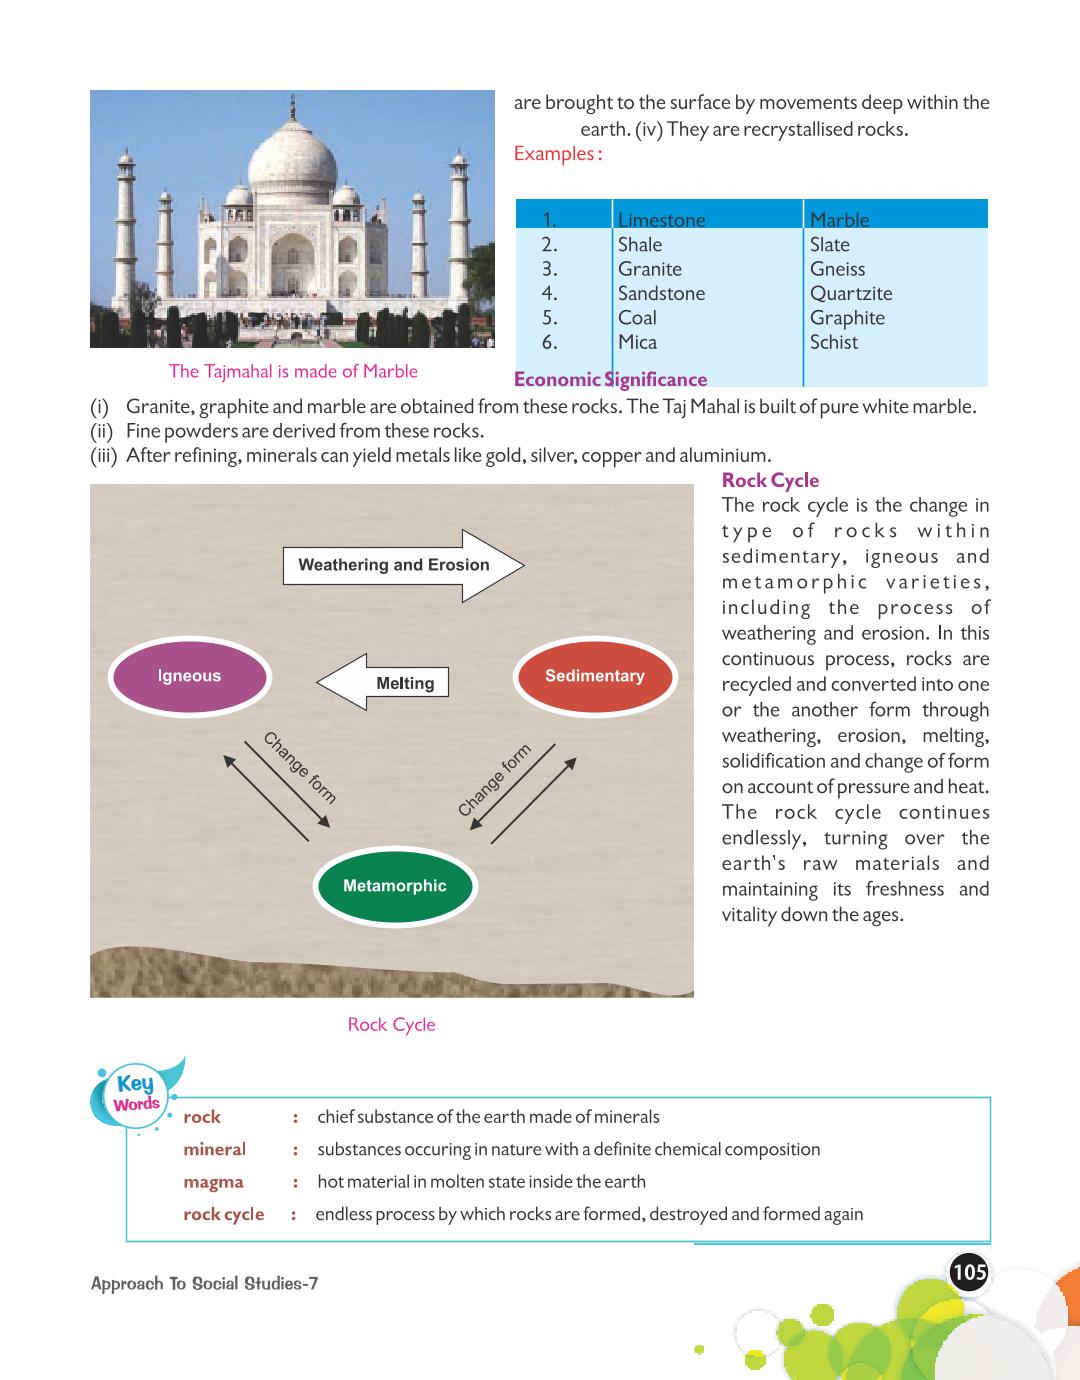 are brought to the surface by movements deep within the
earth. (iv) They are recrystallised rocks.
Examples :
1. Limestone Marble
2. Shale Slate
3. Granite Gneiss
4. Sandstone Quartzite
5. Coal Graphite
6. Mica Schist
The Tajmahal is made of Marble
Economic Significance
(i) Granite, graphite and marble are obtained from these rocks. The Taj Mahal is built of pure white marble.
(ii) Fine powders are derived from these rocks.
(iii) After refining, minerals can yield metals like gold, silver, copper and aluminium.
Rock Cycle
The rock cycle is the change in
type of rocks within
sedimentary, igneous and
metamorphic varieties,
including the process of
weathering and erosion. In this
continuous process, rocks are
recycled and converted into one
or the another form through
weathering, erosion, melting,
solidification and change of form
on account of pressure and heat.
The rock cycle continues
endlessly, turning over the
earth's raw materials and
maintaining its freshness and
vitality down the ages.
Weathering and Erosion
Igneous
Melting
Sedimentary
Change form
Change form
Metamorphic
Rock Cycle
Key
Words
rock : chief substance of the earth made of minerals
mineral : substances occuring in nature with a definite chemical composition
magma : hot material in molten state inside the earth
rock cycle : endless process by which rocks are formed, destroyed and formed again
Approach To Social Studies-7
105